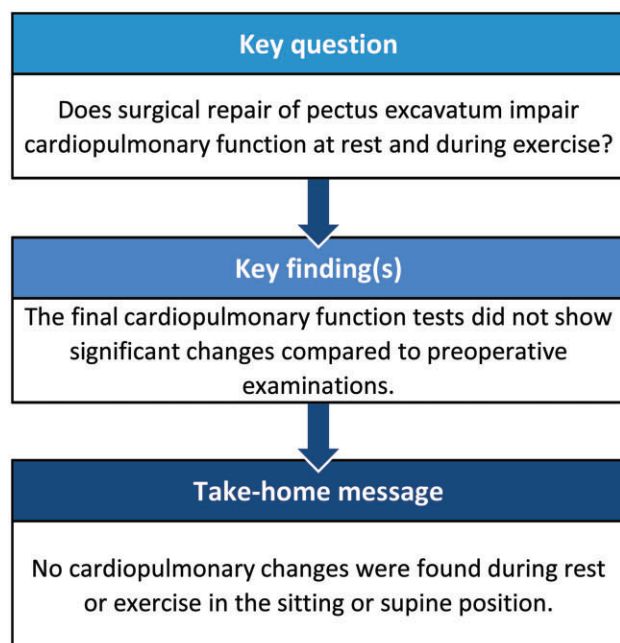 Key question
Does surgical repair of pectus excavatum impair
cardiopulmonary function at rest and during exercise?
Key finding(s)
The final cardiopulmonary function tests did not show
significant changes compared to preoperative
examinations.
Take-home message
No cardiopulmonary changes were found during rest
or exercise in the sitting or supine position.